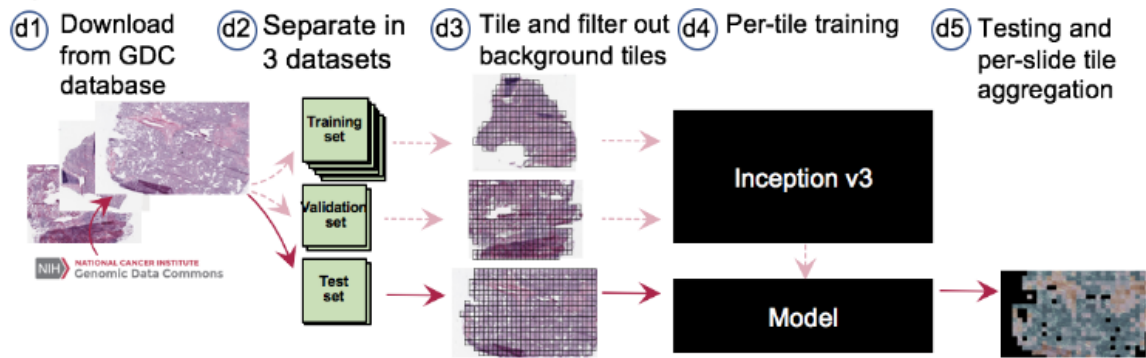 d1 Download
from GDC
database
d2 Separate in
3 datasets
d3 Tile and filter out
background tiles
d4 Per-tile training
d5 Testing and
per-slide tile
aggregation
Training
set
Validation
set
Test
set
Inception v3
Model
NIH NATIONAL CANCER INSTITUTE
Genomic Data Commons